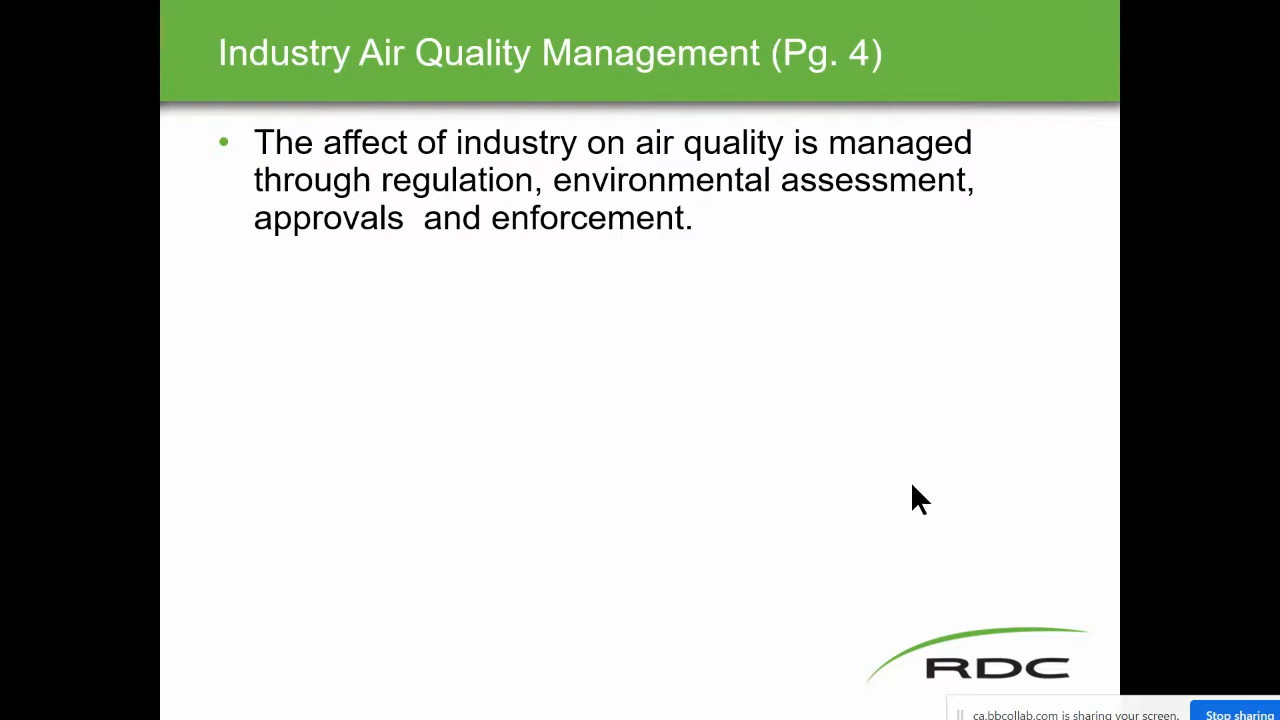 Industry Air Quality Management (Pg. 4)
• The affect of industry on air quality is managed
through regulation, environmental assessment,
approvals  and enforcement.
RDC
ca.bbcollab.com is sharing your screen.
Stop sharing